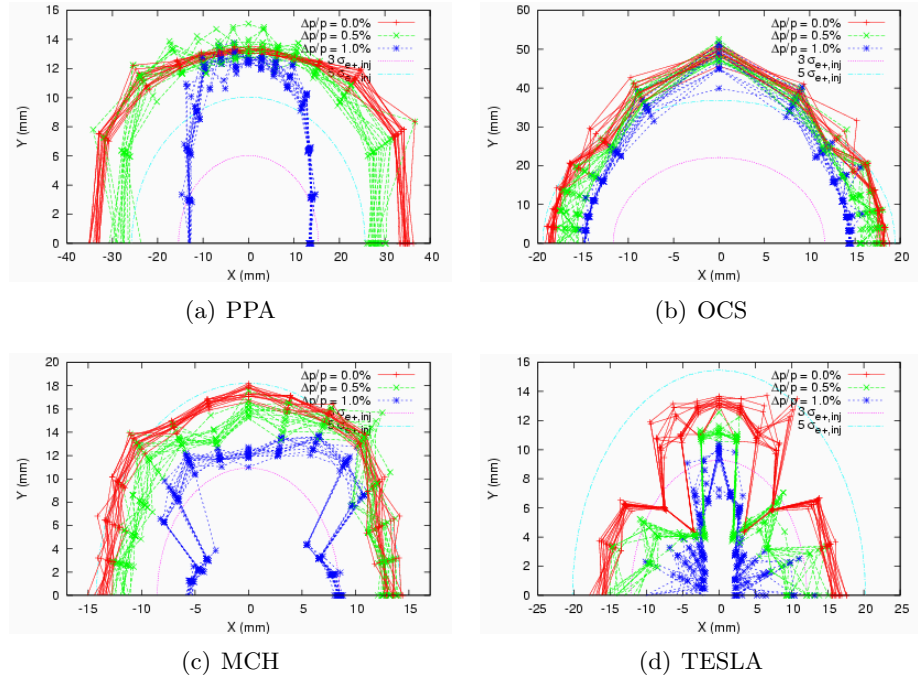 16
14
12
10
8
6
4
2
0
-40
-30
-20
-10
0
10
20
30
40
Y (mm)
X (mm)
Δp/p = 0.0%
Δp/p = 0.5%
Δp/p = 1.0%
3 σe+,inj
5 σe+,inj
(a) PPA
60
50
40
30
20
10
0
-20
-15
-10
-5
0
5
10
15
20
Y (mm)
X (mm)
Δp/p = 0.0%
Δp/p = 0.5%
Δp/p = 1.0%
3 σe+,inj
5 σe+,inj
(b) OCS
20
18
16
14
12
10
8
6
4
2
0
-15
-10
-5
0
5
10
15
Y (mm)
X (mm)
Δp/p = 0.0%
Δp/p = 0.5%
Δp/p = 1.0%
3 σe+,inj
5 σe+,inj
(c) MCH
16
14
12
10
8
6
4
2
0
-25
-20
-15
-10
-5
0
5
10
15
20
25
Y (mm)
X (mm)
Δp/p = 0.0%
Δp/p = 0.5%
Δp/p = 1.0%
3 σe+,inj
5 σe+,inj
(d) TESLA